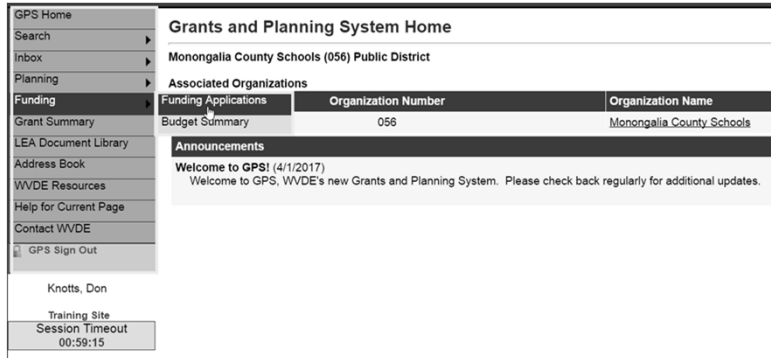 GPS Home
Search
Inbox
Planning
Funding
Grant Summary
LEA Document Library
Address Book
WVDE Resources
Help for Current Page
Contact WVDE
GPS Sign Out
Knotts, Don
Training Site
Session Timeout
00:59:15
Grants and Planning System Home
Monongalia County Schools (056) Public District
Associated Organizations
Funding Applications Organization Number Organization Name
Budget Summary 056 Monongalia County Schools
Announcements
Welcome to GPS! (4/1/2017)
Welcome to GPS, WVDE's new Grants and Planning System. Please check back regularly for additional updates.